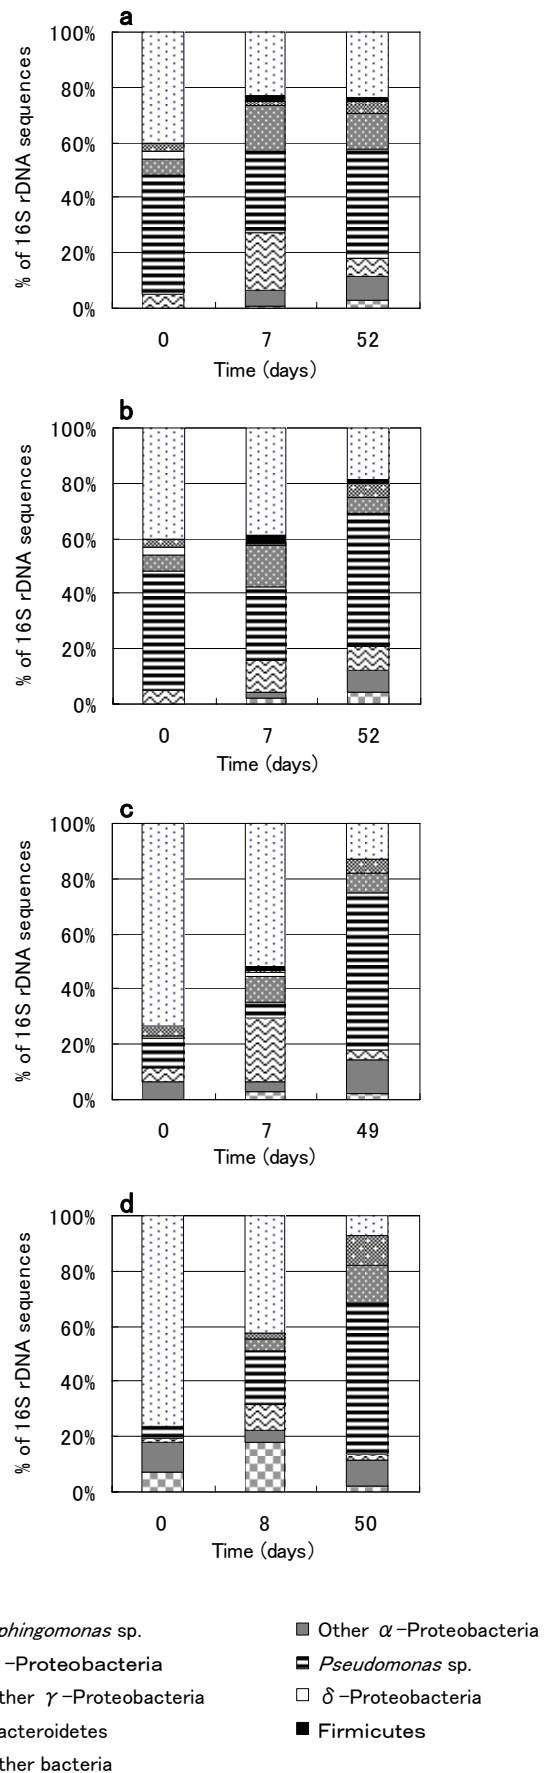 a
100%
80%
60%
40%
20%
0%
% of 16S rDNA sequences
0 7 52
Time (days)
b
100%
80%
60%
40%
20%
0%
% of 16S rDNA sequences
0 7 52
Time (days)
c
100%
80%
60%
40%
20%
0%
% of 16S rDNA sequences
0 7 49
Time (days)
d
100%
80%
60%
40%
20%
0%
% of 16S rDNA sequences
0 8 50
Time (days)
phingomonas sp. Other α-Proteobacteria
-Proteobacteria Pseudomonas sp.
ther γ-Proteobacteria δ-Proteobacteria
acteroidetes Firmicutes
ther bacteria